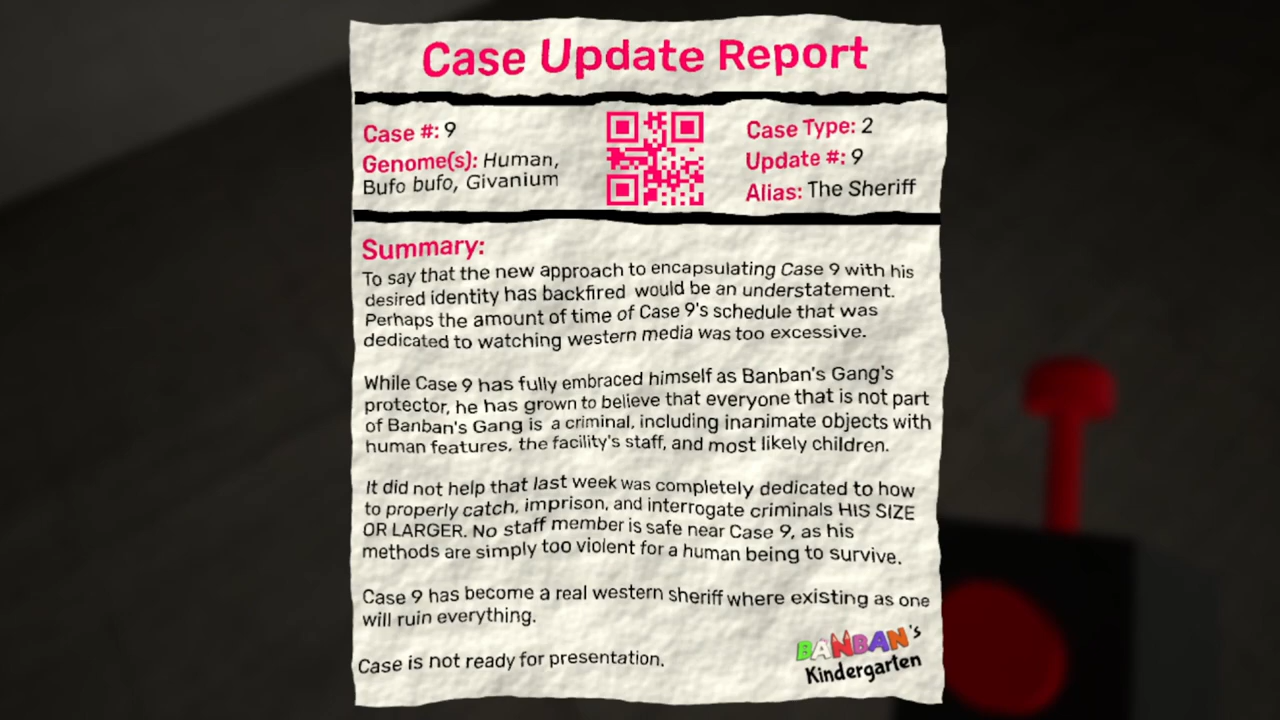 Case Update Report
Case #: 9
Genome(s): Human,
Bufo bufo, Givanium
Case Type: 2
Update #: 9
Alias: The Sheriff
Summary:
To say that the new approach to encapsulating Case 9 with his
desired identity has backfired would be an understatement.
Perhaps the amount of time of Case 9's schedule that was
dedicated to watching western media was too excessive.
While Case 9 has fully embraced himself as Banban's Gang's
protector, he has grown to believe that everyone that is not part
of Banban's Gang is a criminal, including inanimate objects with
human features, the facility's staff, and most likely children.
It did not help that last week was completely dedicated to how
to properly catch, imprison, and interrogate criminals HIS SIZE
OR LARGER. No staff member is safe near Case 9, as his
methods are simply too violent for a human being to survive.
Case 9 has become a real western sheriff where existing as one
will ruin everything.
Case is not ready for presentation.
BANBAN's
Kindergarten